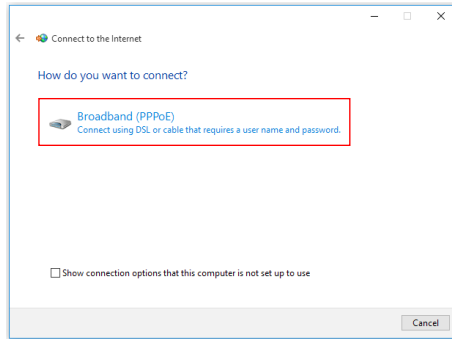 Connect to the Internet
How do you want to connect?
Broadband (PPPoE)
Connect using DSL or cable that requires a user name and password.
Show connection options that this computer is not set up to use
Cancel